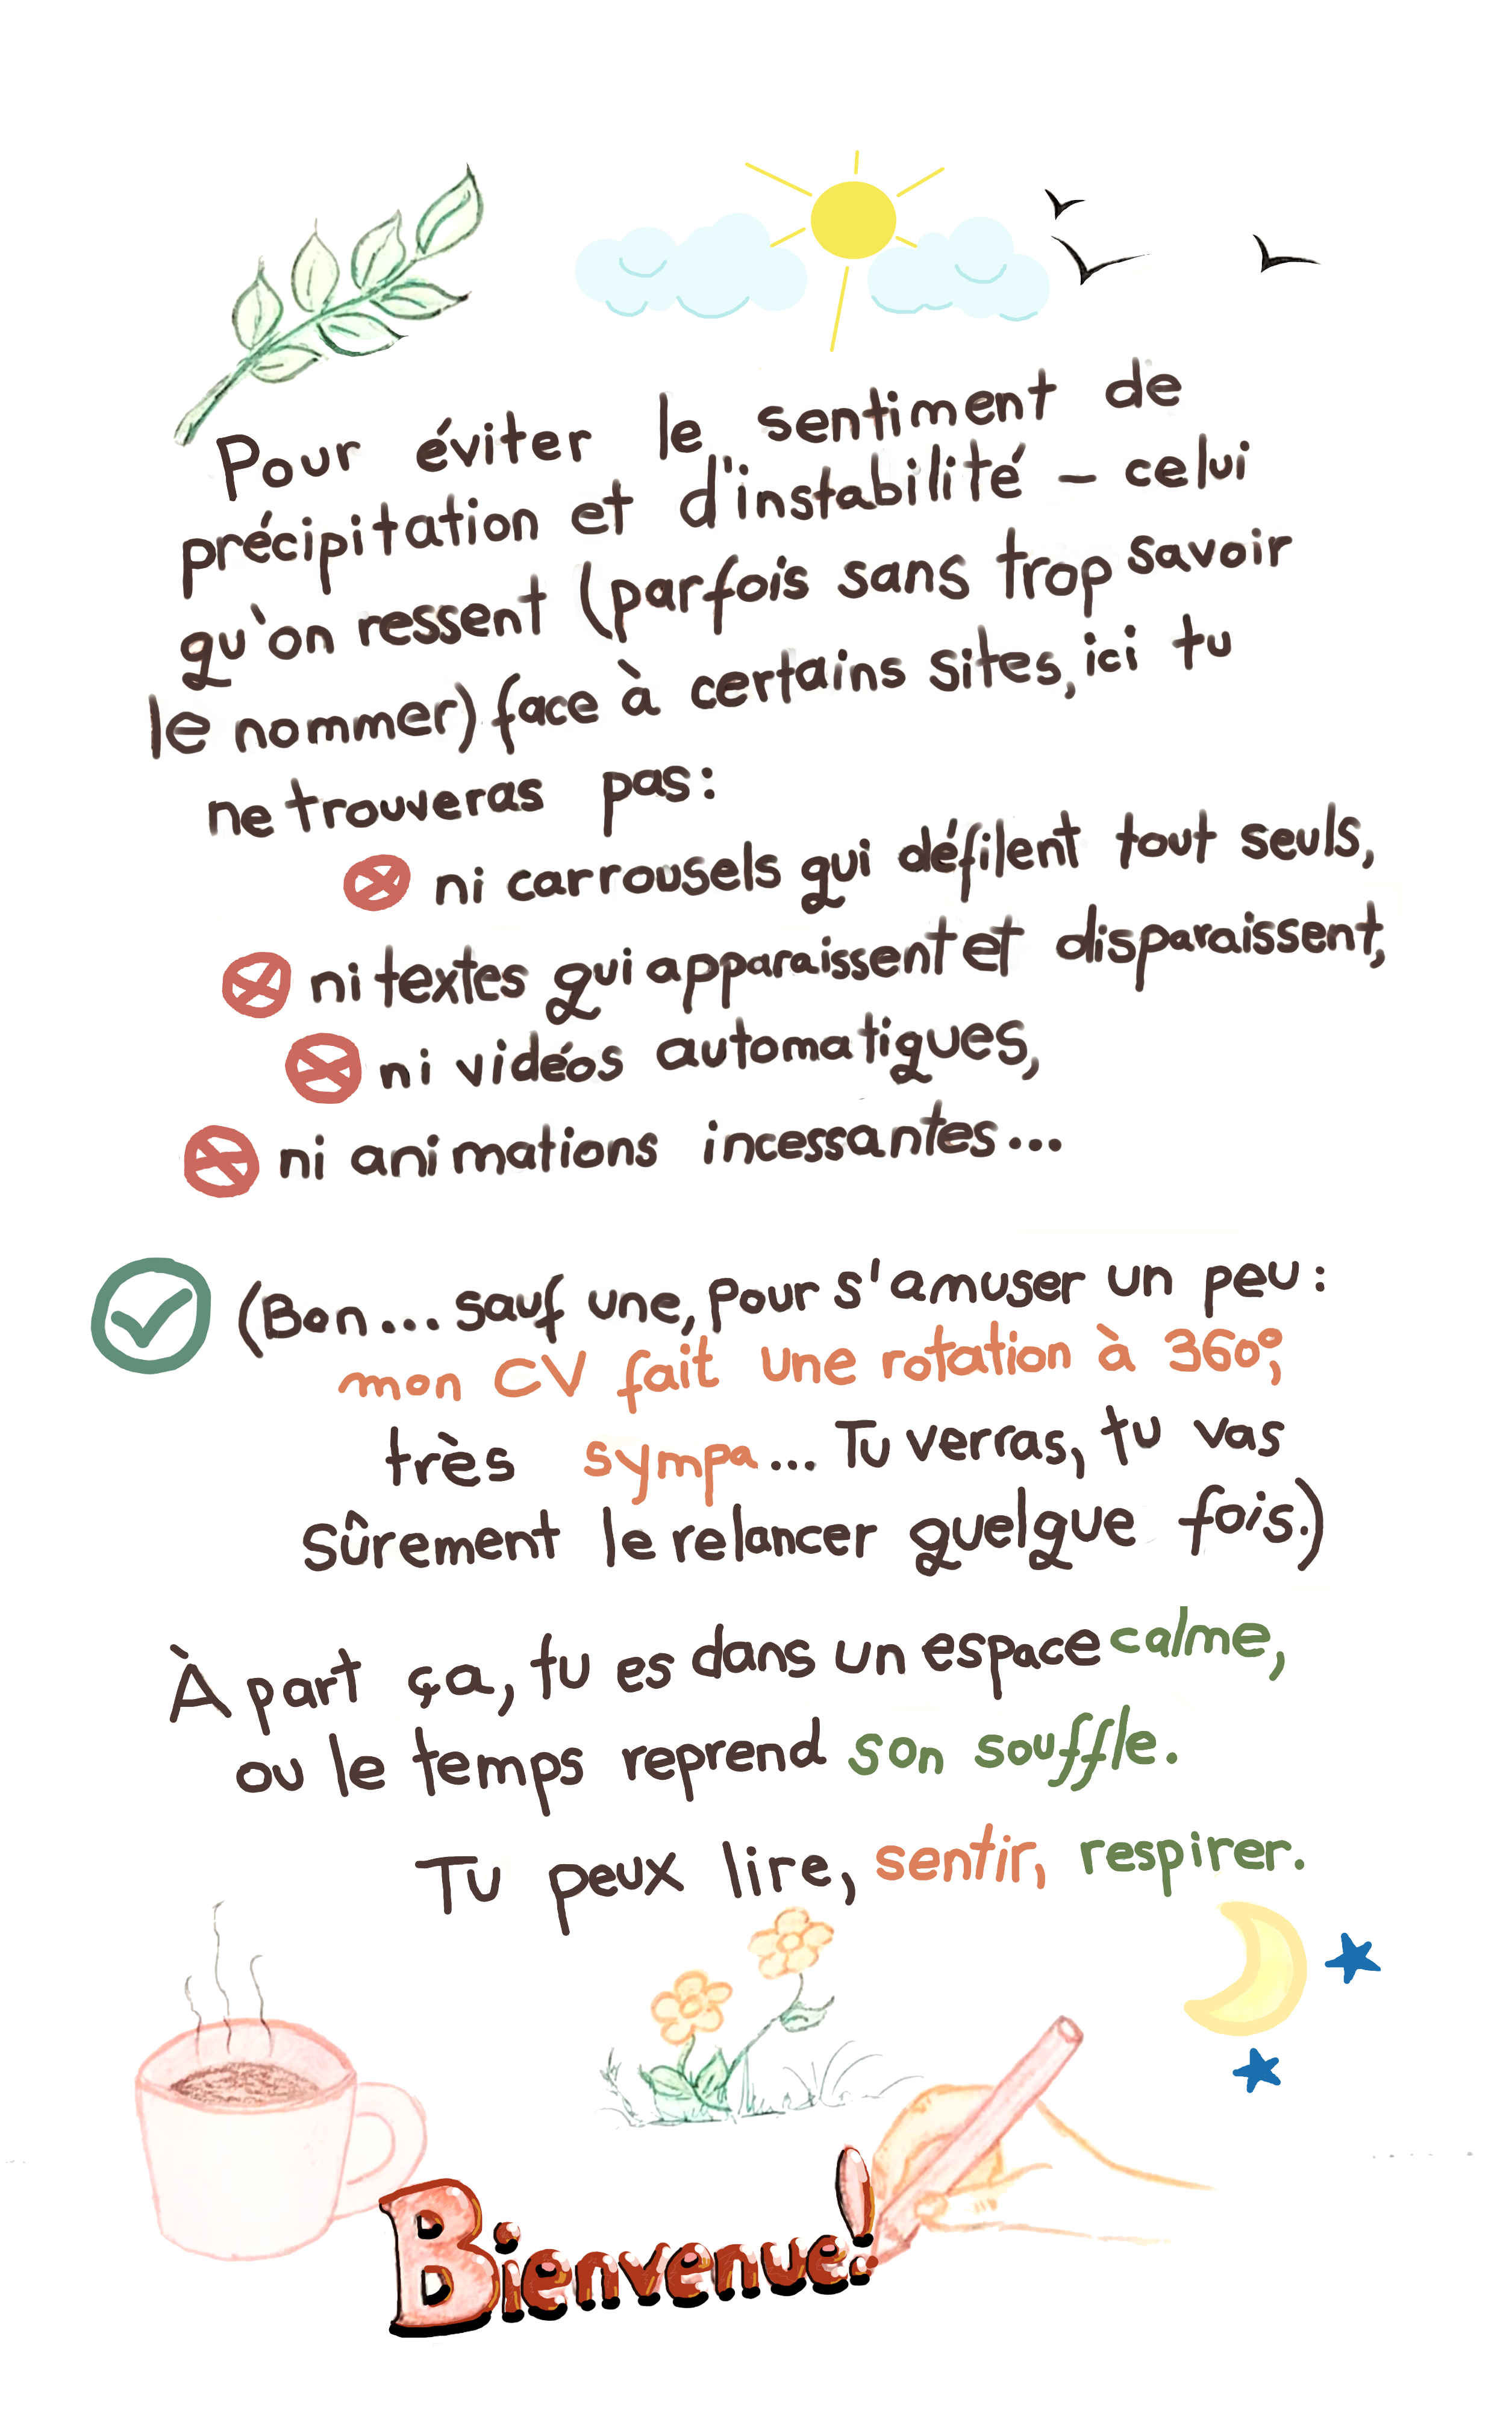 Pour éviter le sentiment de
précipitation et d'instabilité – celui
qu'on ressent (parfois sans trop savoir
le nommer) face à certains sites, ici tu
ne trouveras pas:
ni carrousels qui défilent tout seuls,
ni textes qui apparaissent et disparaissent,
ni vidéos automatiques,
ni animations incessantes...
(Bon... sauf une, pour s'amuser un peu :
mon CV fait une rotation à 360°,
très sympa... Tu verras, tu vas
sûrement le relancer quelque fois.)
À part ça, tu es dans un espace calme,
ou le temps reprend son souffle.
Tu peux lire, sentir, respirer.
Bienvenue!